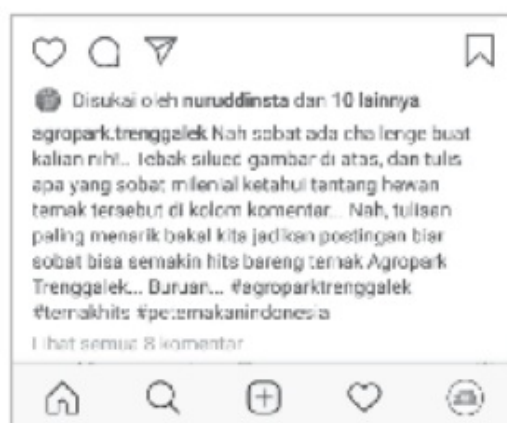 Disukai oleh nuruddinsta dan 10 lainnya
agropark.trenggalek Nah sobat ada challenge buat
kalian nih!.. Tebak silued gambar di atas, dan tulis
apa yang sobat milenial ketahui tentang hewan
ternak tersebut di kolom komentar... Nah, tulisan
paling menarik bakal kita jadikan postingan biar
sobat bisa semakin hits bareng ternak Agropark
Trenggalek... Buruan... #agroparktrenggalek
#ternakhits #peternakanindonesia
Lihat semua 8 komentar